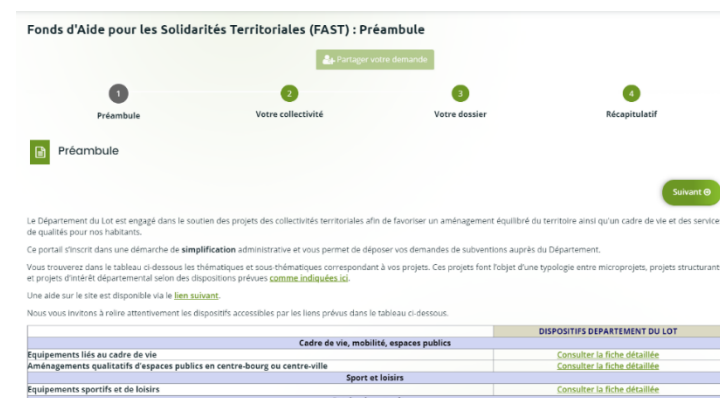 Fonds d'Aide pour les Solidarités Territoriales (FAST) : Préambule
Partager votre demande
1
2
3
4
Préambule
Votre collectivité
Votre dossier
Récapitulatif
Préambule
Suivant
Le Département du Lot est engagé dans le soutien des projets des collectivités territoriales afin de favoriser un aménagement équilibré du territoire ainsi qu'un cadre de vie et des service
de qualités pour nos habitants.
Ce portail s'inscrit dans une démarche de simplification administrative et vous permet de déposer vos demandes de subventions auprès du Département.
Vous trouverez dans le tableau ci-dessous les thématiques et sous-thématiques correspondant à vos projets. Ces projets font l'objet d'une typologie entre microprojets, projets structurant
et projets d'intérêt départemental selon des dispositions prévues comme indiquées ici.
Une aide sur le site est disponible via le lien suivant.
Nous vous invitons à relire attentivement les dispositifs accessibles par les liens prévus dans le tableau ci-dessous.
DISPOSITIFS DEPARTEMENT DU LOT
Cadre de vie, mobilité, espaces publics
Equipements liés au cadre de vie Consulter la fiche détaillée
Aménagements qualitatifs d'espaces publics en centre-bourg ou centre-ville Consulter la fiche détaillée
Sport et loisirs
Equipements sportifs et de loisirs Consulter la fiche détaillée